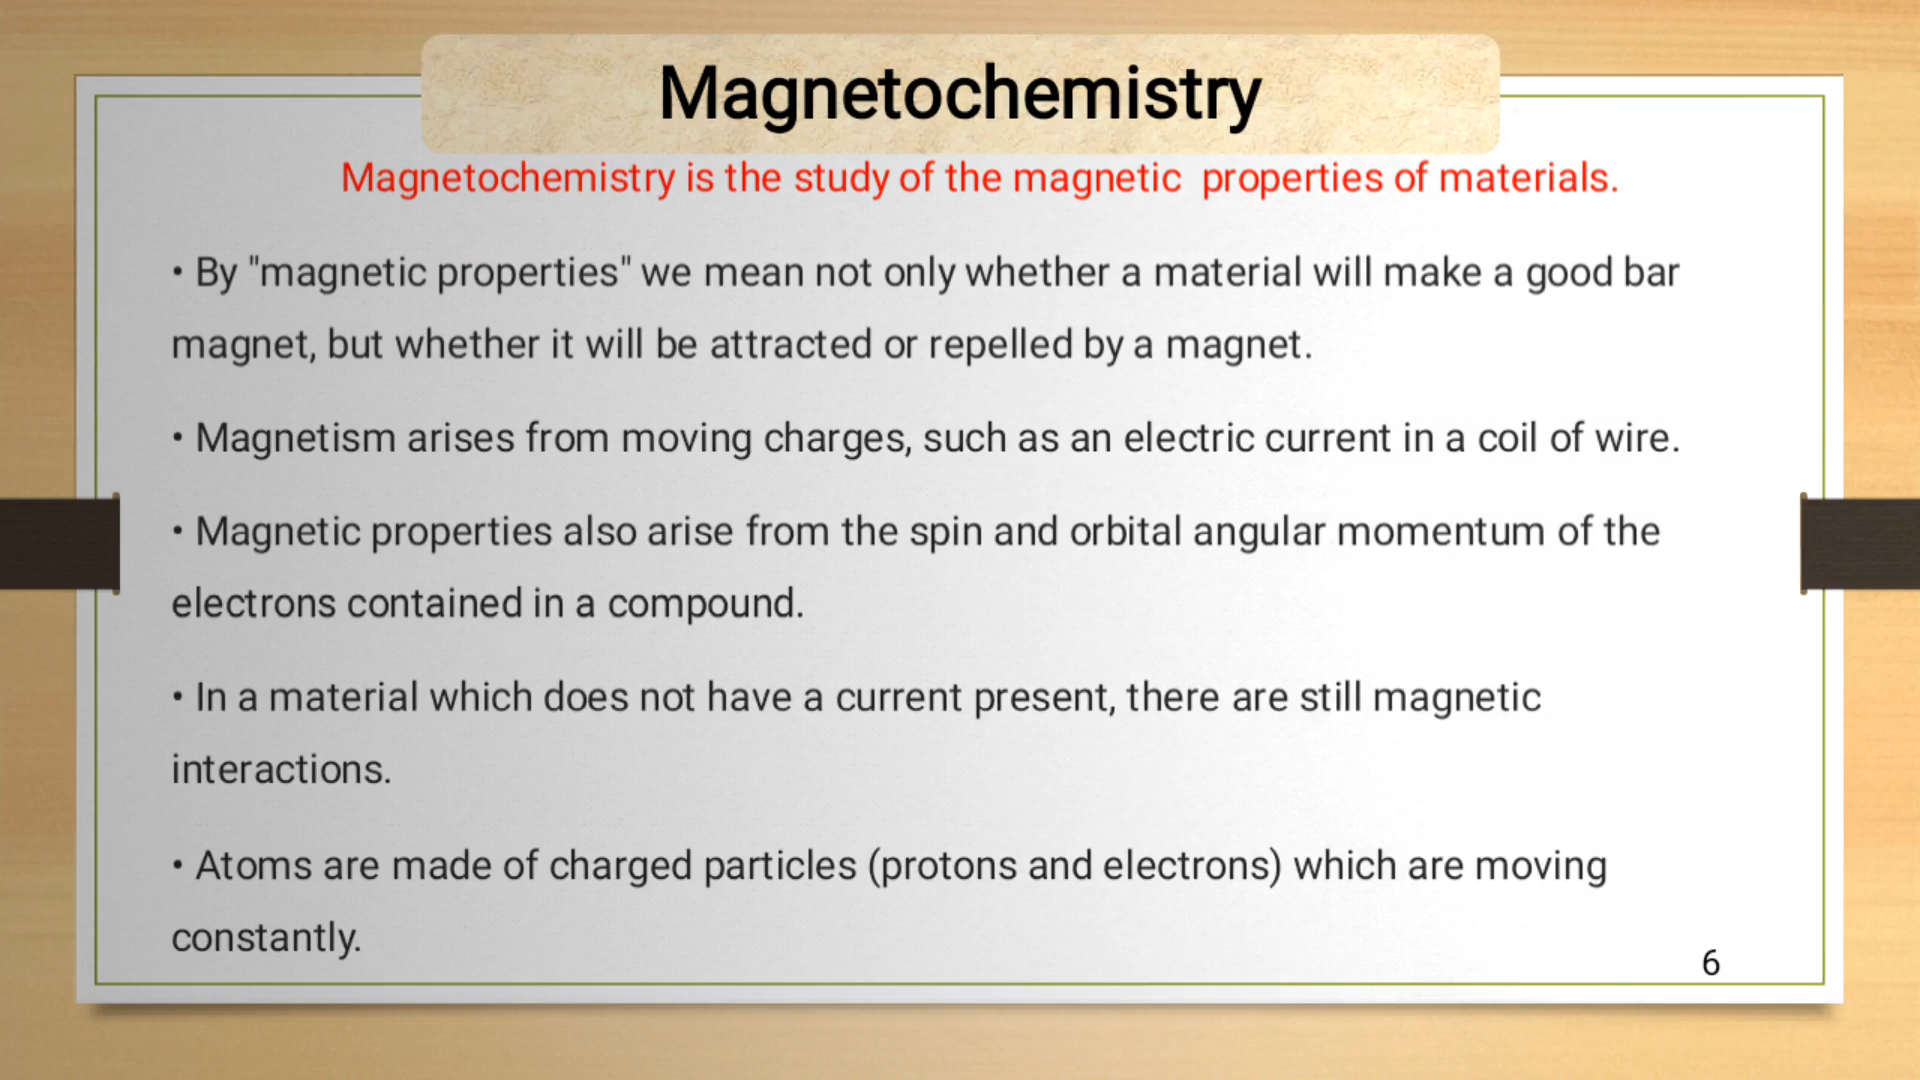 Magnetochemistry
Magnetochemistry is the study of the magnetic  properties of materials.
• By "magnetic properties" we mean not only whether a material will make a good bar
magnet, but whether it will be attracted or repelled by a magnet.
• Magnetism arises from moving charges, such as an electric current in a coil of wire.
• Magnetic properties also arise from the spin and orbital angular momentum of the
electrons contained in a compound.
• In a material which does not have a current present, there are still magnetic
interactions.
• Atoms are made of charged particles (protons and electrons) which are moving
constantly.
6